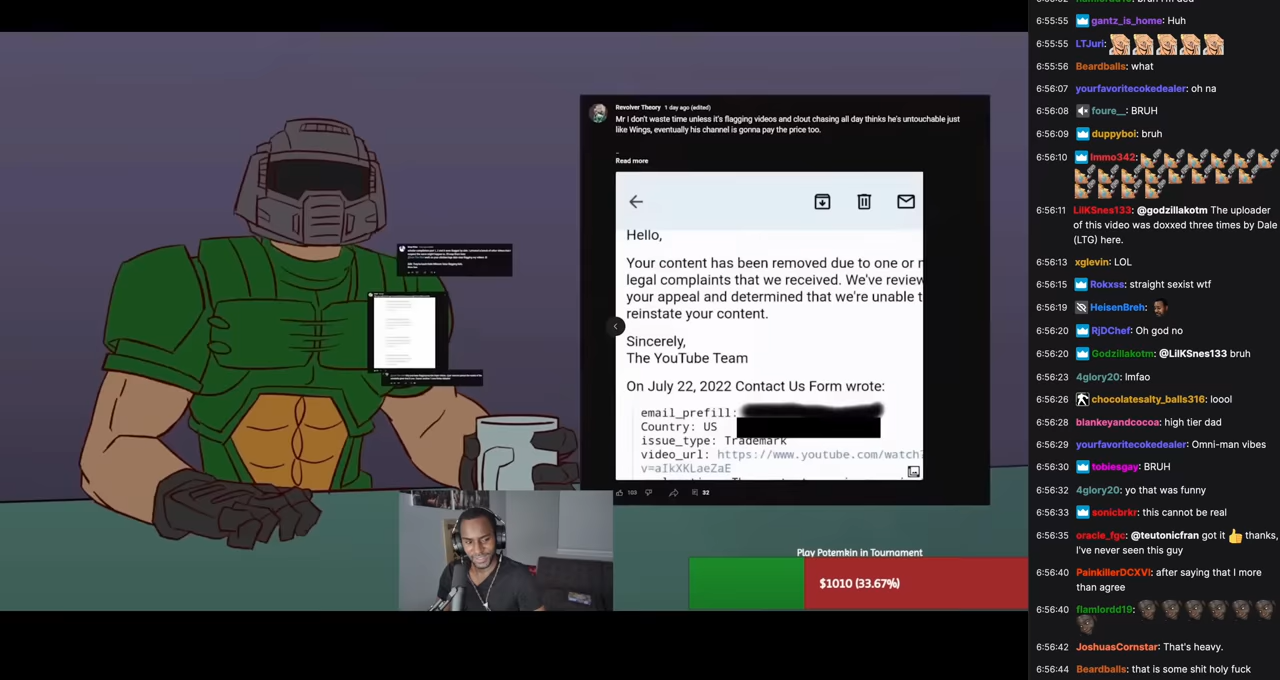 Revolver Theory 1 day ago (edited)
Mr I don't waste time unless it's flagging videos and clout chasing all day thinks he's untouchable just
like Wings, eventually his channel is gonna pay the price too.
..
Read more
Hello,
Your content has been removed due to one or
legal complaints that we received. We've review
your appeal and determined that we're unable t
reinstate your content.
Sincerely,
The YouTube Team
On July 22, 2022 Contact Us Form wrote:
email_prefill:
Country: US
issue_type: Trademark
video_url: https://www.youtube.com/watch?
v=aIkXKLaeZaE
32
Play Potemkin in Tournament
$1010 (33.67%)
6:55:55 gantz_is_home: Huh
6:55:55 LTJuri:
6:55:56 Beardballs: what
6:56:07 yourfavoritecokedealer: oh na
6:56:08 foure__: BRUH
6:56:09 duppyboi: bruh
6:56:10 Immo342:
6:56:11 LilKSnes133: @godzillakotm The uploader
of this video was doxxed three times by Dale
(LTG) here.
6:56:13 xglevin: LOL
6:56:15 Rokxss: straight sexist wtf
6:56:19 HeisenBreh:
6:56:20 RjDChef: Oh god no
6:56:20 Godzillakotm: @LilKSnes133 bruh
6:56:23 4glory20: lmfao
6:56:26 chocolatesalty_balls316: loool
6:56:28 blankeyandcocoa: high tier dad
6:56:29 yourfavoritecokedealer: Omni-man vibes
6:56:30 tobiesgay: BRUH
6:56:32 4glory20: yo that was funny
6:56:33 sonicbrkr: this cannot be real
6:56:35 oracle_fgc: @teutonicfran got it 👍 thanks,
I've never seen this guy
6:56:40 PainkillerDCXVI: after saying that I more
than agree
6:56:40 flamlordd19:
6:56:42 JoshuasCornstar: That's heavy.
6:56:44 Beardballs: that is some shit holy fuck